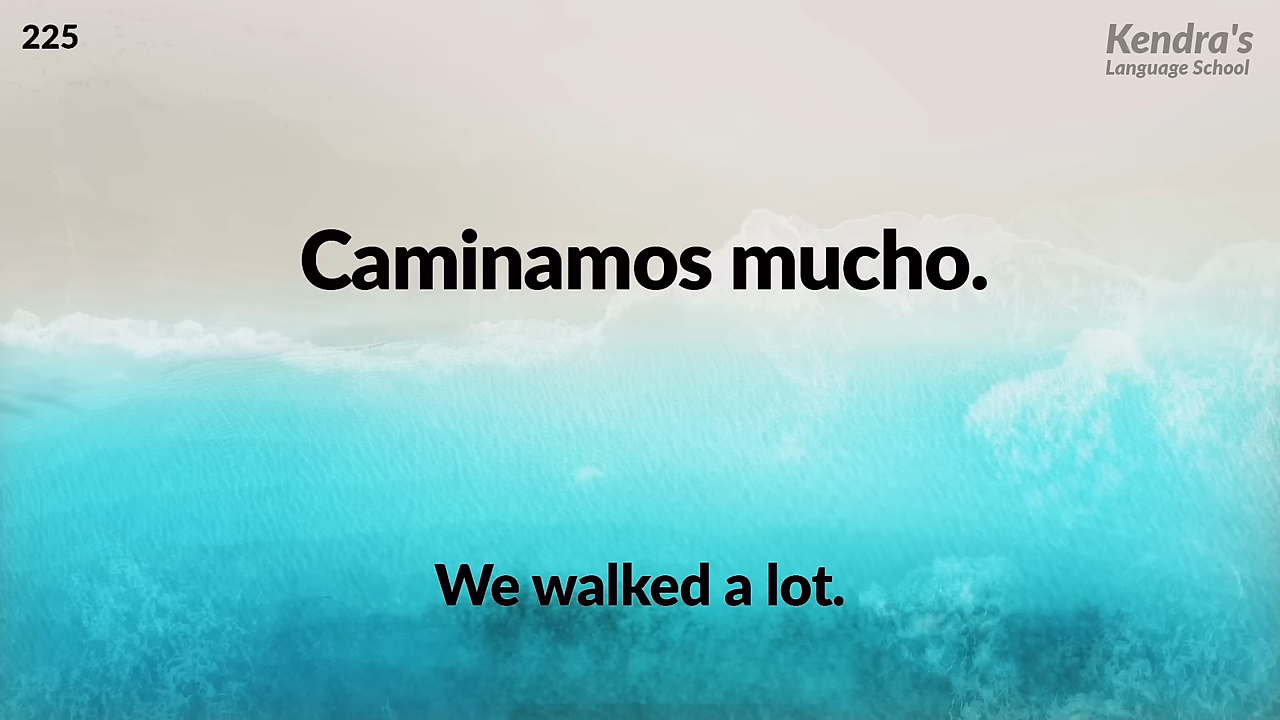 225
Kendra's
Language School
Caminamos mucho.
We walked a lot.